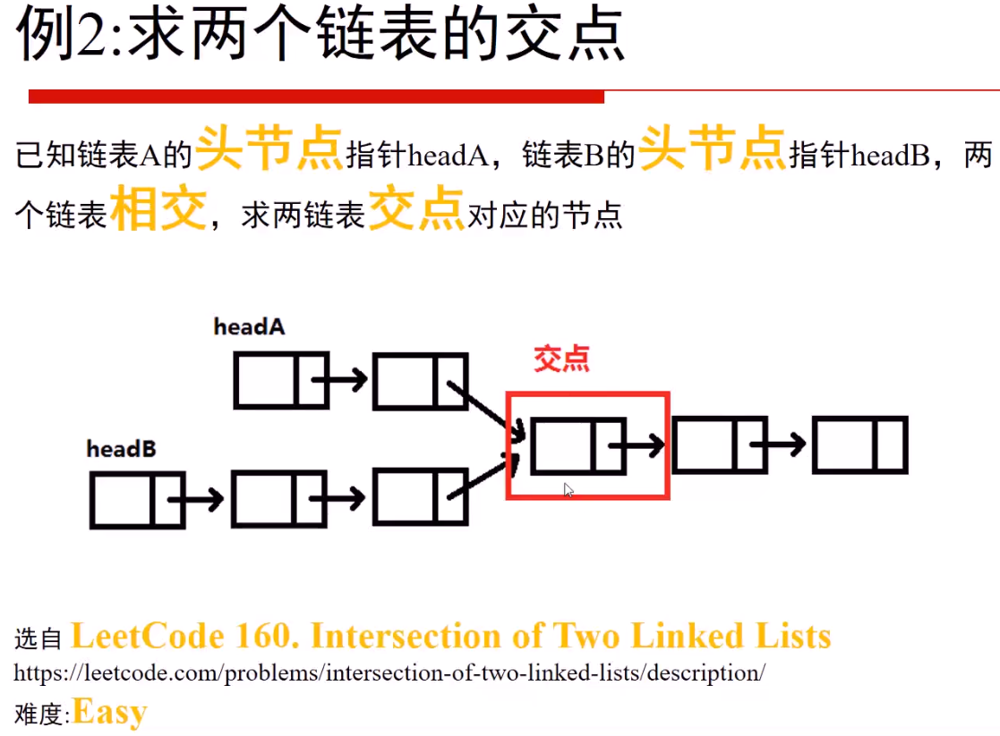 例2:求两个链表的交点
已知链表A的头节点指针headA，链表B的头节点指针headB，两
个链表相交，求两链表交点对应的节点
headA
交点
headB
选自 LeetCode 160. Intersection of Two Linked Lists
https://leetcode.com/problems/intersection-of-two-linked-lists/description/
难度:Easy